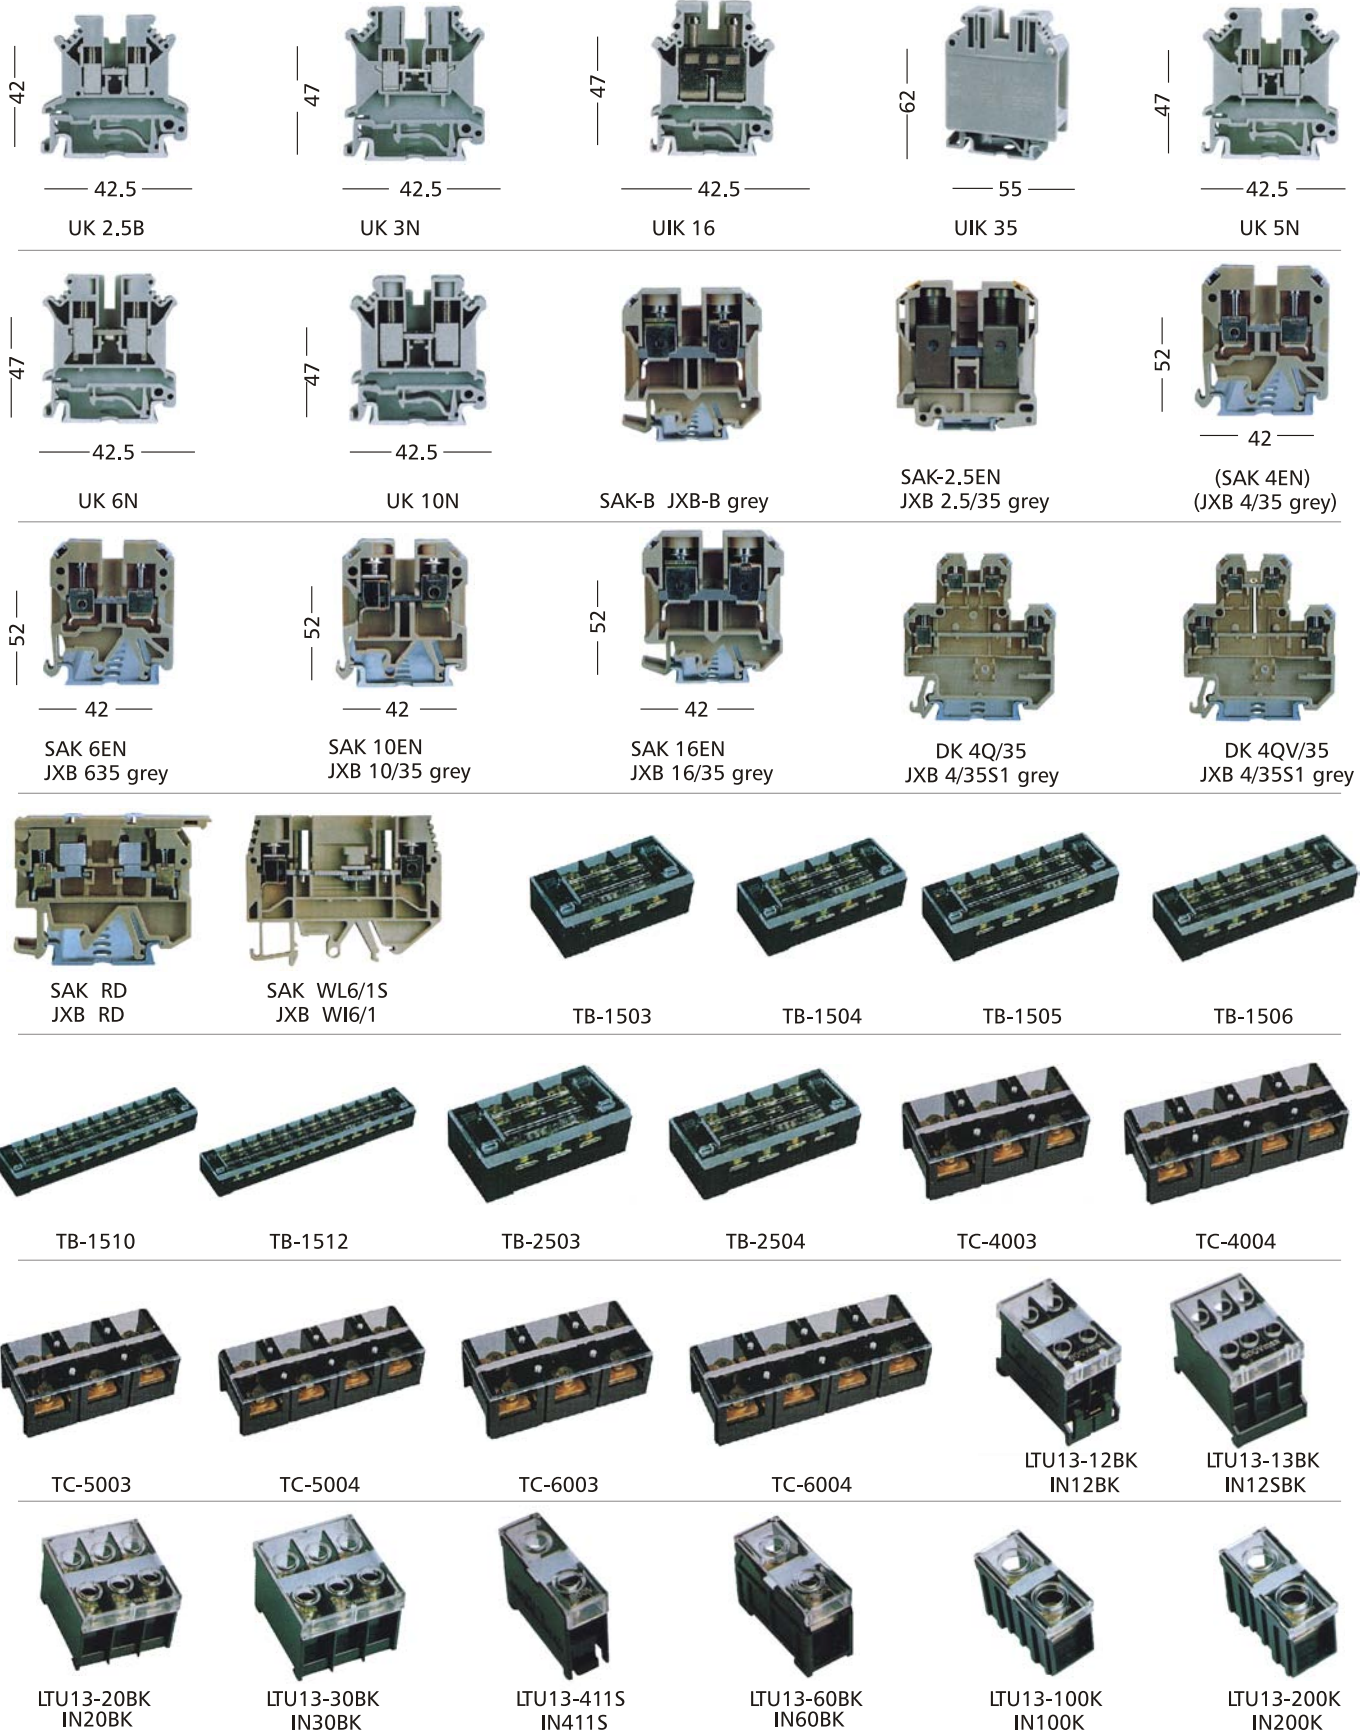 42
47
47
62
47
42.5
42.5
42.5
55
42.5
UK 2.5B
UK 3N
UIK 16
UIK 35
UK 5N
47
47
52
42.5
42.5
42
UK 6N
UK 10N
SAK-B JXB-B grey
SAK-2.5EN
JXB 2.5/35 grey
(SAK 4EN)
(JXB 4/35 grey)
52
52
52
42
42
42
SAK 6EN
JXB 635 grey
SAK 10EN
JXB 10/35 grey
SAK 16EN
JXB 16/35 grey
DK 4Q/35
JXB 4/35S1 grey
DK 4QV/35
JXB 4/35S1 grey
SAK RD
JXB RD
SAK WL6/1S
JXB WI6/1
TB-1503
TB-1504
TB-1505
TB-1506
TB-1510
TB-1512
TB-2503
TB-2504
TC-4003
TC-4004
TC-5003
TC-5004
TC-6003
TC-6004
LTU13-12BK
IN12BK
LTU13-13BK
IN12SBK
LTU13-20BK
IN20BK
LTU13-30BK
IN30BK
LTU13-411S
IN411S
LTU13-60BK
IN60BK
LTU13-100K
IN100K
LTU13-200K
IN200K